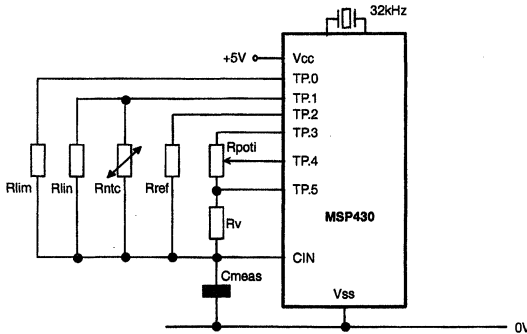 32kHz
+5V
Vcc
TP.0
TP.1
TP.2
TP.3
Rpoti
TP.4
TP.5
Rlim
Rlin
Rntc
Rref
Rv
MSP430
CIN
Cmeas
Vss
0V